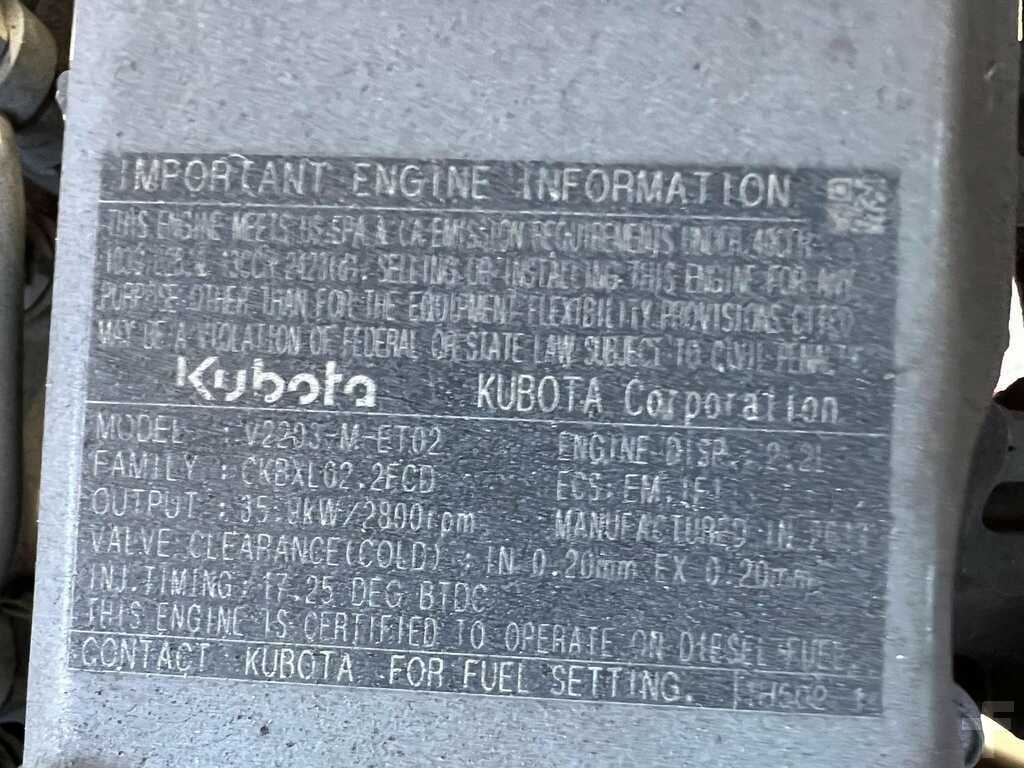 IMPORTANT ENGINE INFORMATION
THIS ENGINE MEETS US EPA & CA EMISSION REQUIREMENTS UNDER
SELLING OR INSTALLING THIS ENGINE FOR ANY
PURPOSE OTHER THAN FOR THE EQUIPMENT FLEXIBILITY PROVISIONS CITED
MAY BE A VIOLATION OF FEDERAL OR STATE LAW SUBJECT TO CIVIL PENALTY
Kubota KUBOTA Corporation
MODEL : V2203-M-ET02 ENGINE DISP. : 2.2L
FAMILY : CKBXL02.2FCD ECS: EM, IFI
OUTPUT : /2800rpm MANUFACTURED IN
VALVE CLEARANCE(COLD) : IN 0.20mm EX 0.20mm
INJ.TIMING: 17.25 DEG BTDC
THIS ENGINE IS CERTIFIED TO OPERATE ON DIESEL FUEL
CONTACT KUBOTA FOR FUEL SETTING.